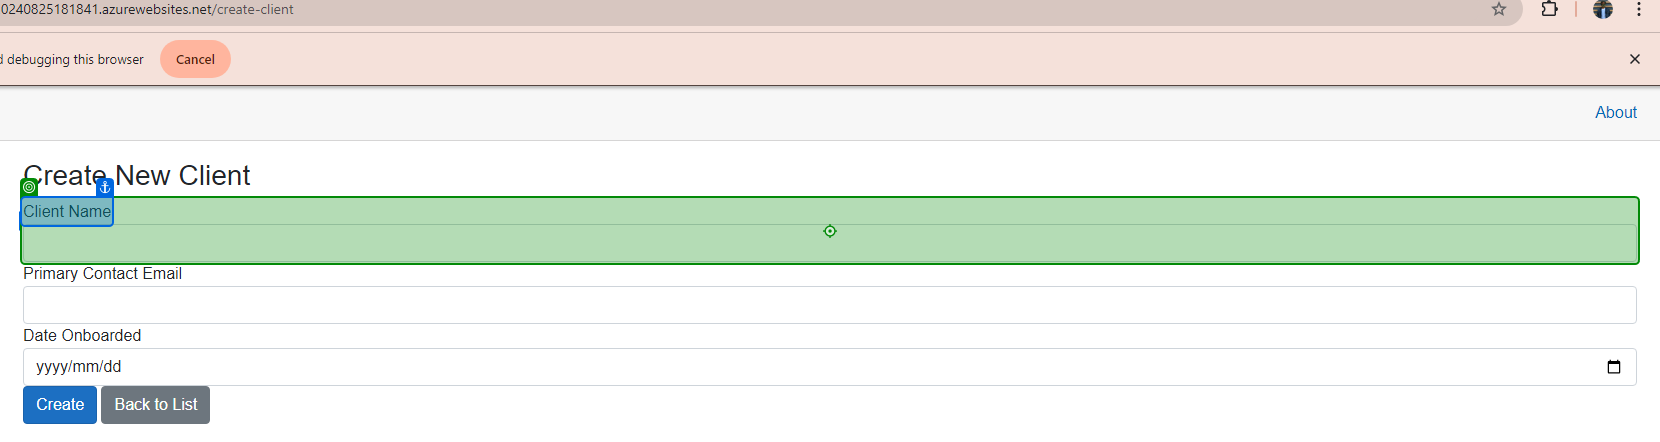 0240825181841.azurewebsites.net/create-client
debugging this browser Cancel
About
Create New Client
Client Name
Primary Contact Email
Date Onboarded
yyyy/mm/dd
Create Back to List